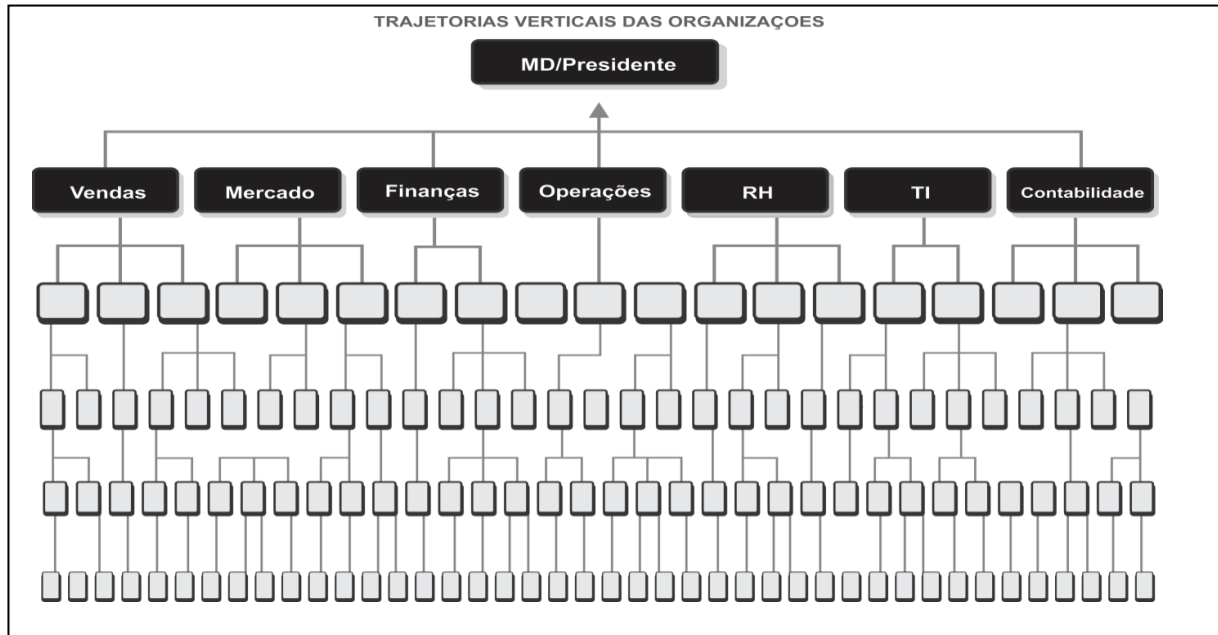 TRAJETORIAS VERTICAIS DAS ORGANIZAÇOES
MD/Presidente
Vendas
Mercado
Finanças
Operações
RH
TI
Contabilidade